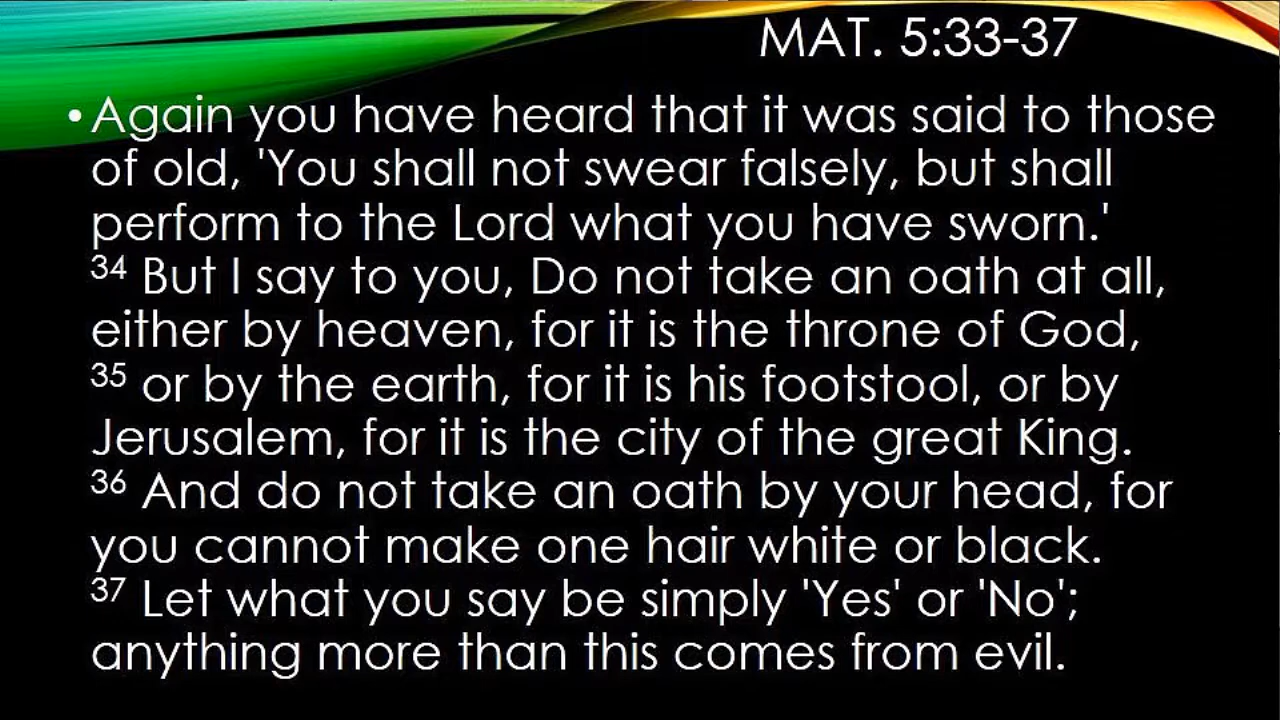 MAT. 5:33-37
•Again you have heard that it was said to those
of old, 'You shall not swear falsely, but shall
perform to the Lord what you have sworn.'
34 But I say to you, Do not take an oath at all,
either by heaven, for it is the throne of God,
35 or by the earth, for it is his footstool, or by
Jerusalem, for it is the city of the great King.
36 And do not take an oath by your head, for
you cannot make one hair white or black.
37 Let what you say be simply 'Yes' or 'No';
anything more than this comes from evil.